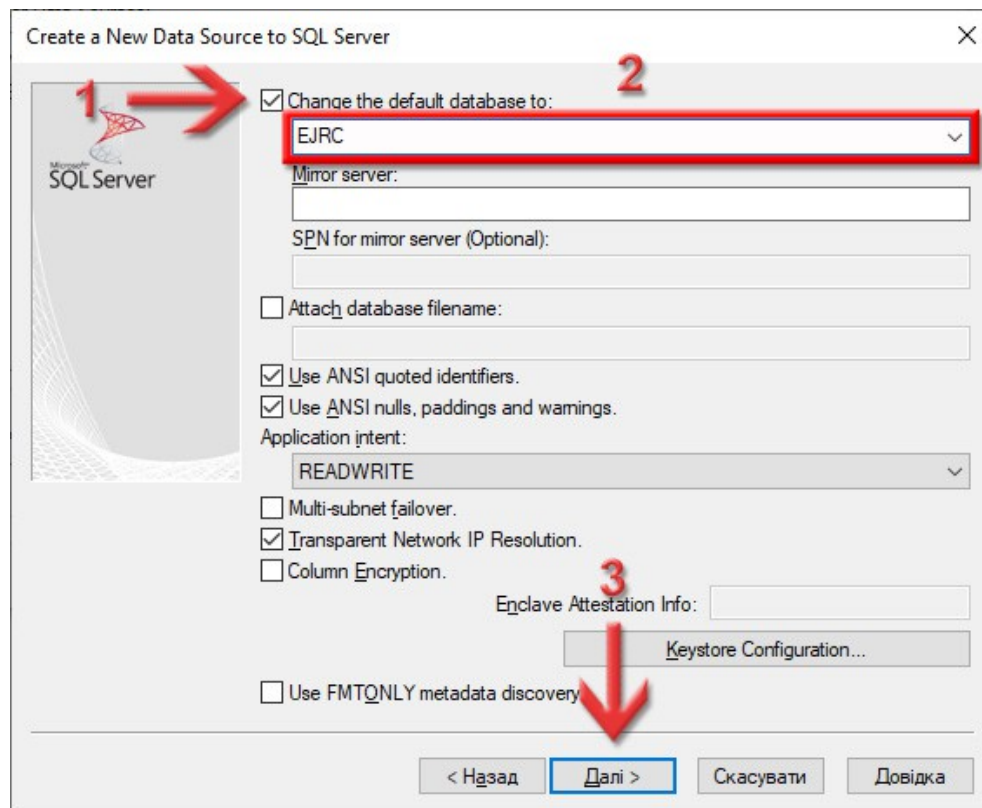 Create a New Data Source to SQL Server
1
2
Change the default database to:
EJRC
Microsoft
SQL Server
Mirror server:
SPN for mirror server (Optional):
Attach database filename:
Use ANSI quoted identifiers.
Use ANSI nulls, paddings and warnings.
Application intent:
READWRITE
Multi-subnet failover.
Transparent Network IP Resolution.
Column Encryption.
3
Enclave Attestation Info:
Keystore Configuration...
Use FMTONLY metadata discovery
< Назад Далі > Скасувати Довідка